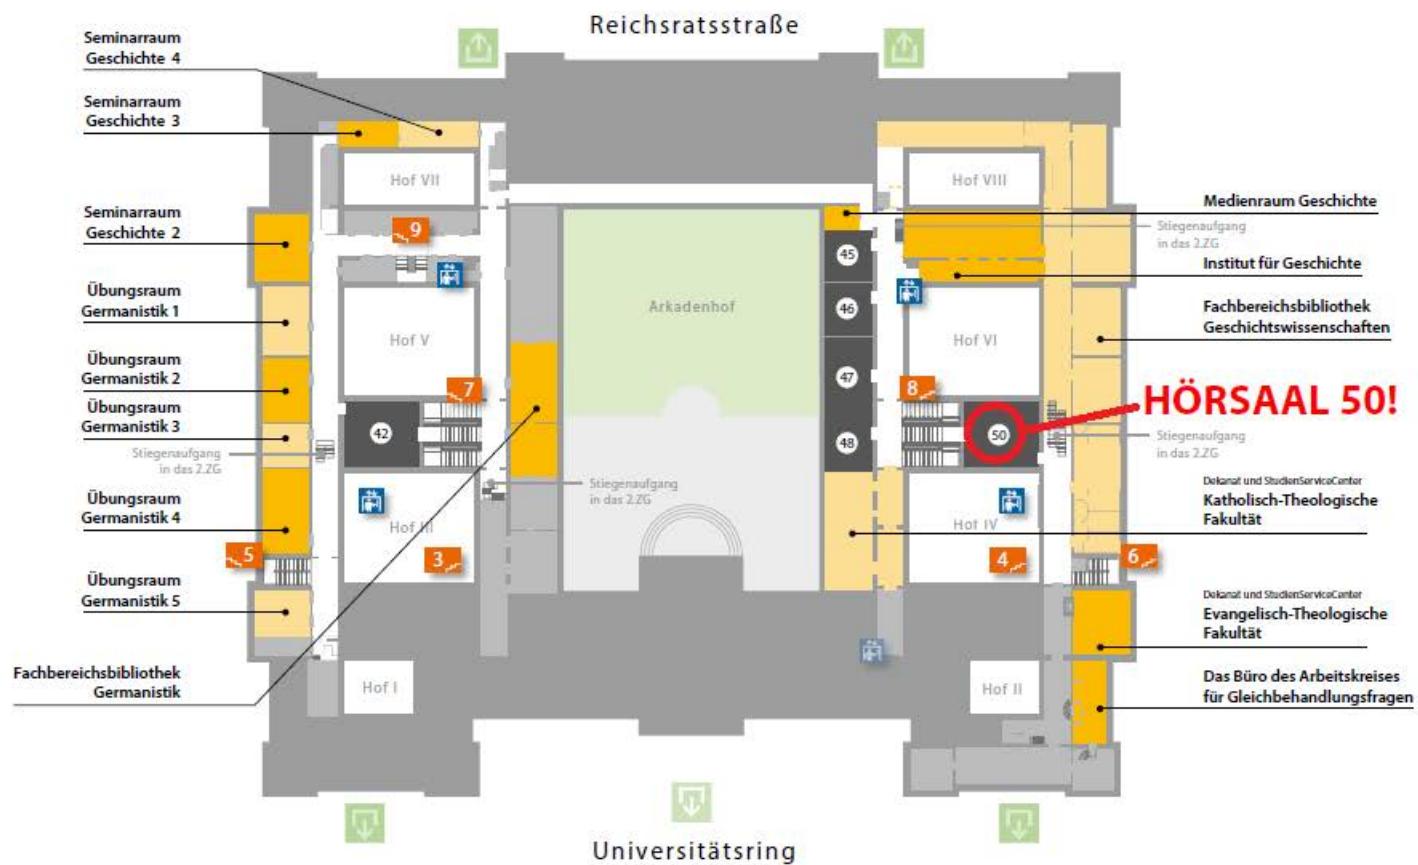 Reichsratsstraße
Seminarraum
Geschichte 4
Seminarraum
Geschichte 3
Hof VII
Hof VIII
Seminarraum
Geschichte 2
9
Medienraum Geschichte
Stiegenaufgang
in das 2.ZG
45
Institut für Geschichte
Übungsraum
Germanistik 1
Arkadenhof
46
Fachbereichsbibliothek
Geschichtswissenschaften
Hof V
Hof VI
Übungsraum
Germanistik 2
7
47
8
HÖRSAAL 50!
Übungsraum
Germanistik 3
42
48
50
Stiegenaufgang
in das 2.ZG
Stiegenaufgang
in das 2.ZG
Stiegenaufgang
in das 2.ZG
Dekanat und StudienServiceCenter
Katholisch-Theologische
Fakultät
Übungsraum
Germanistik 4
Hof III
Hof IV
5
3
4
6
Übungsraum
Germanistik 5
Dekanat und StudienServiceCenter
Evangelisch-Theologische
Fakultät
Fachbereichsbibliothek
Germanistik
Hof I
Hof II
Das Büro des Arbeitskreises
für Gleichbehandlungsfragen
Universitätsring